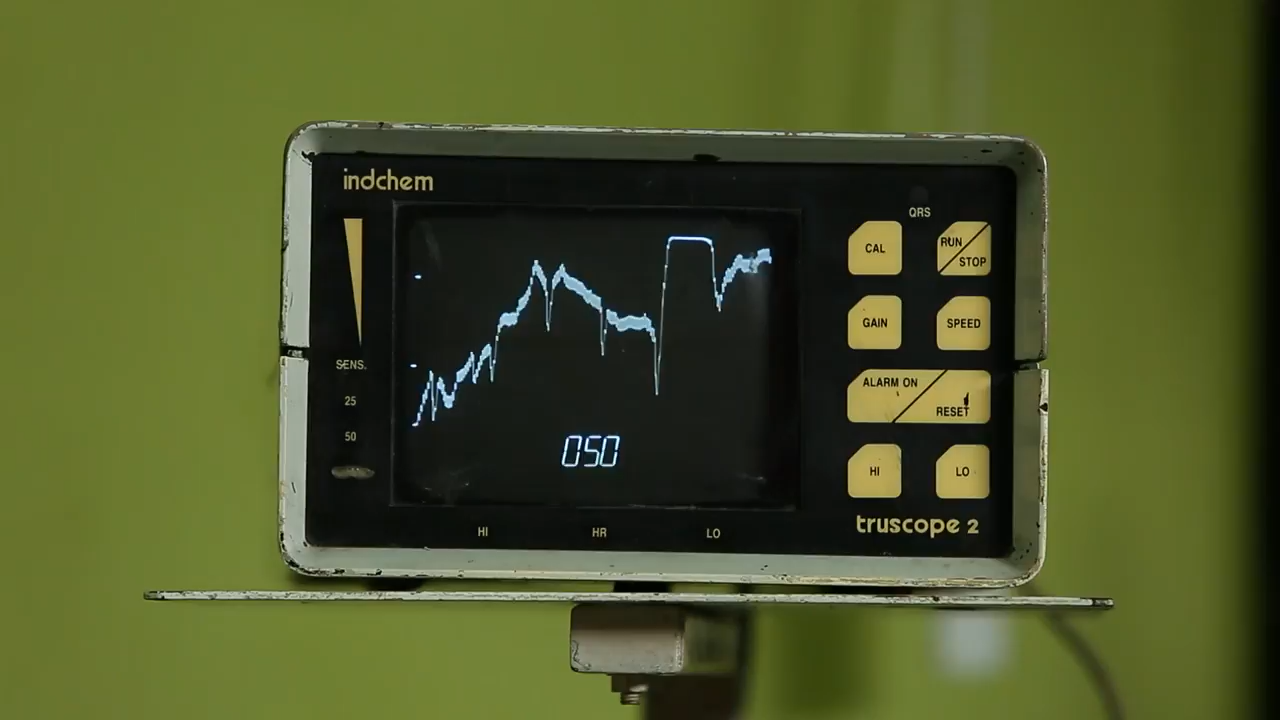 indchem
QRS
CAL
RUN
STOP
GAIN
SPEED
SENS.
ALARM ON
RESET
25
50
050
HI
LO
truscope 2
HI
HR
LO